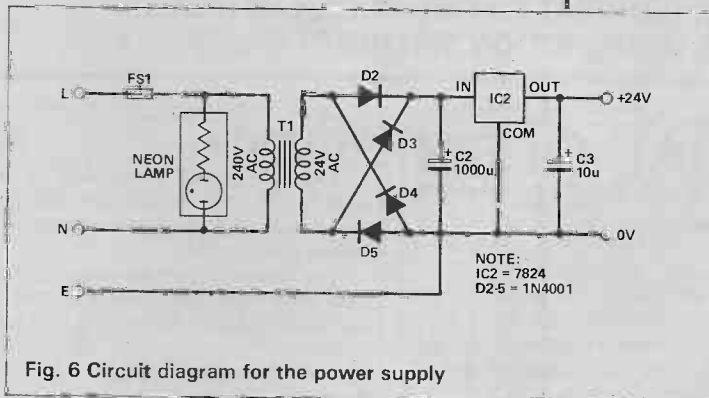 FS1
L
NEON
LAMP
N
E
240V
AC
T1
24V
AC
D2
D3
D4
D5
C2
1000u
+
IN
IC2
OUT
COM
+
C3
10u
+24V
0V
NOTE:
IC2 = 7824
D2-5 = 1N4001
Fig. 6 Circuit diagram for the power supply